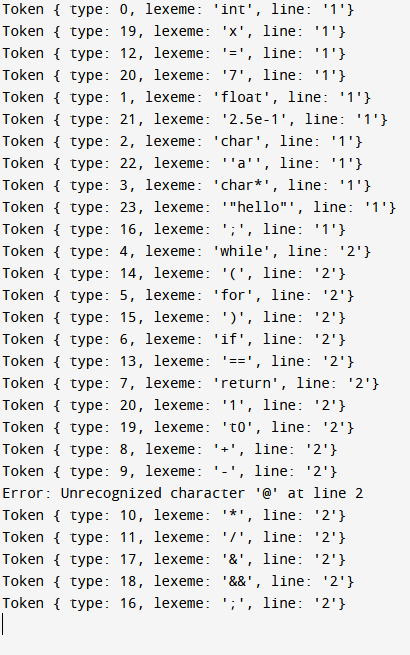 Token { type: 0, lexeme: 'int', line: '1'}
Token { type: 19, lexeme: 'x', line: '1'}
Token { type: 12, lexeme: '=', line: '1'}
Token { type: 20, lexeme: '7', line: '1'}
Token { type: 1, lexeme: 'float', line: '1'}
Token { type: 21, lexeme: '2.5e-1', line: '1'}
Token { type: 2, lexeme: 'char', line: '1'}
Token { type: 22, lexeme: ''a'', line: '1'}
Token { type: 3, lexeme: 'char*', line: '1'}
Token { type: 23, lexeme: '"hello"', line: '1'}
Token { type: 16, lexeme: ';', line: '1'}
Token { type: 4, lexeme: 'while', line: '2'}
Token { type: 14, lexeme: '(', line: '2'}
Token { type: 5, lexeme: 'for', line: '2'}
Token { type: 15, lexeme: ')', line: '2'}
Token { type: 6, lexeme: 'if', line: '2'}
Token { type: 13, lexeme: '==', line: '2'}
Token { type: 7, lexeme: 'return', line: '2'}
Token { type: 20, lexeme: '1', line: '2'}
Token { type: 19, lexeme: 't0', line: '2'}
Token { type: 8, lexeme: '+', line: '2'}
Token { type: 9, lexeme: '-', line: '2'}
Error: Unrecognized character '@' at line 2
Token { type: 10, lexeme: '*', line: '2'}
Token { type: 11, lexeme: '/', line: '2'}
Token { type: 17, lexeme: '&', line: '2'}
Token { type: 18, lexeme: '&&', line: '2'}
Token { type: 16, lexeme: ';', line: '2'}